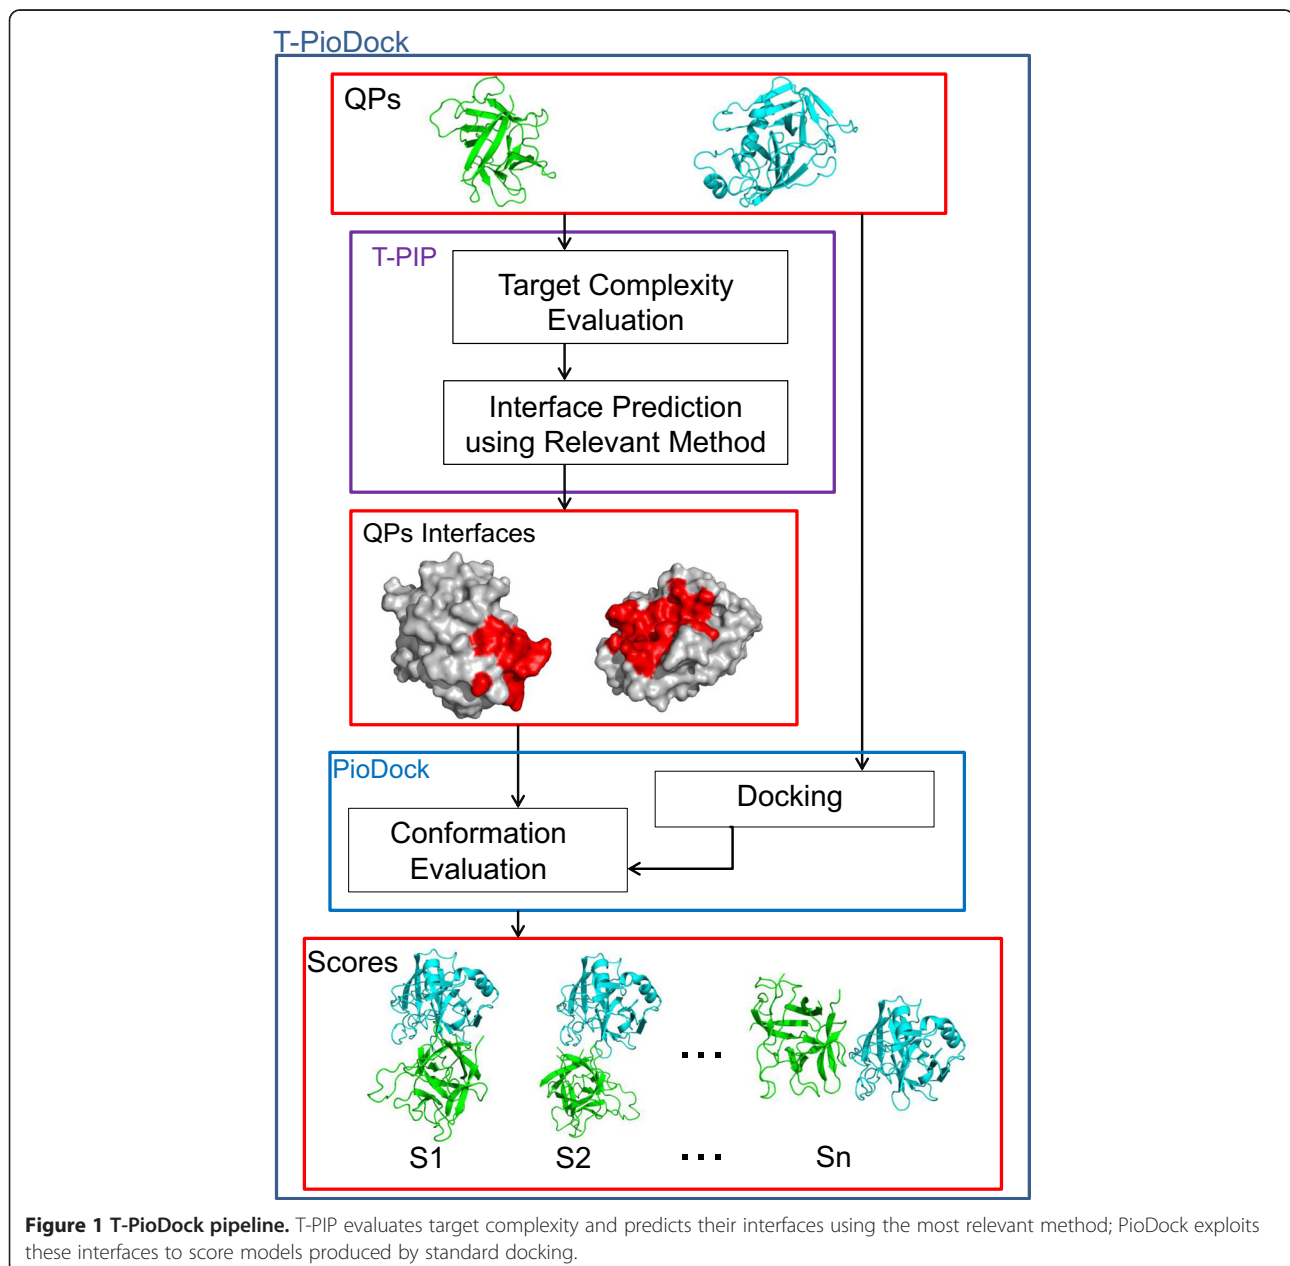 T-PioDock
QPs
T-PIP
Target Complexity
Evaluation
Interface Prediction
using Relevant Method
QPs Interfaces
PioDock
Docking
Conformation
Evaluation
Scores
...
S1 S2 ... Sn
Figure 1 T-PioDock pipeline. T-PIP evaluates target complexity and predicts their interfaces using the most relevant method; PioDock exploits
these interfaces to score models produced by standard docking.